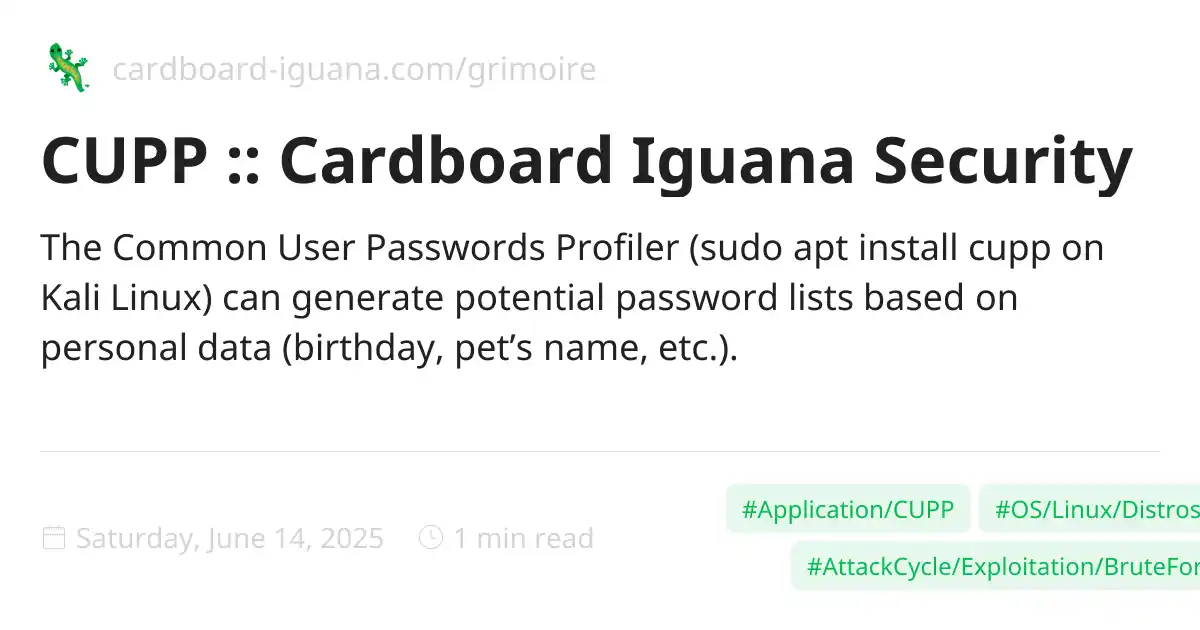 cardboard-iguana.com/grimoire
CUPP :: Cardboard Iguana Security
The Common User Passwords Profiler (sudo apt install cupp on
Kali Linux) can generate potential password lists based on
personal data (birthday, pet’s name, etc.).
#Application/CUPP #OS/Linux/Distros
Saturday, June 14, 2025 1 min read
#AttackCycle/Exploitation/BruteFor